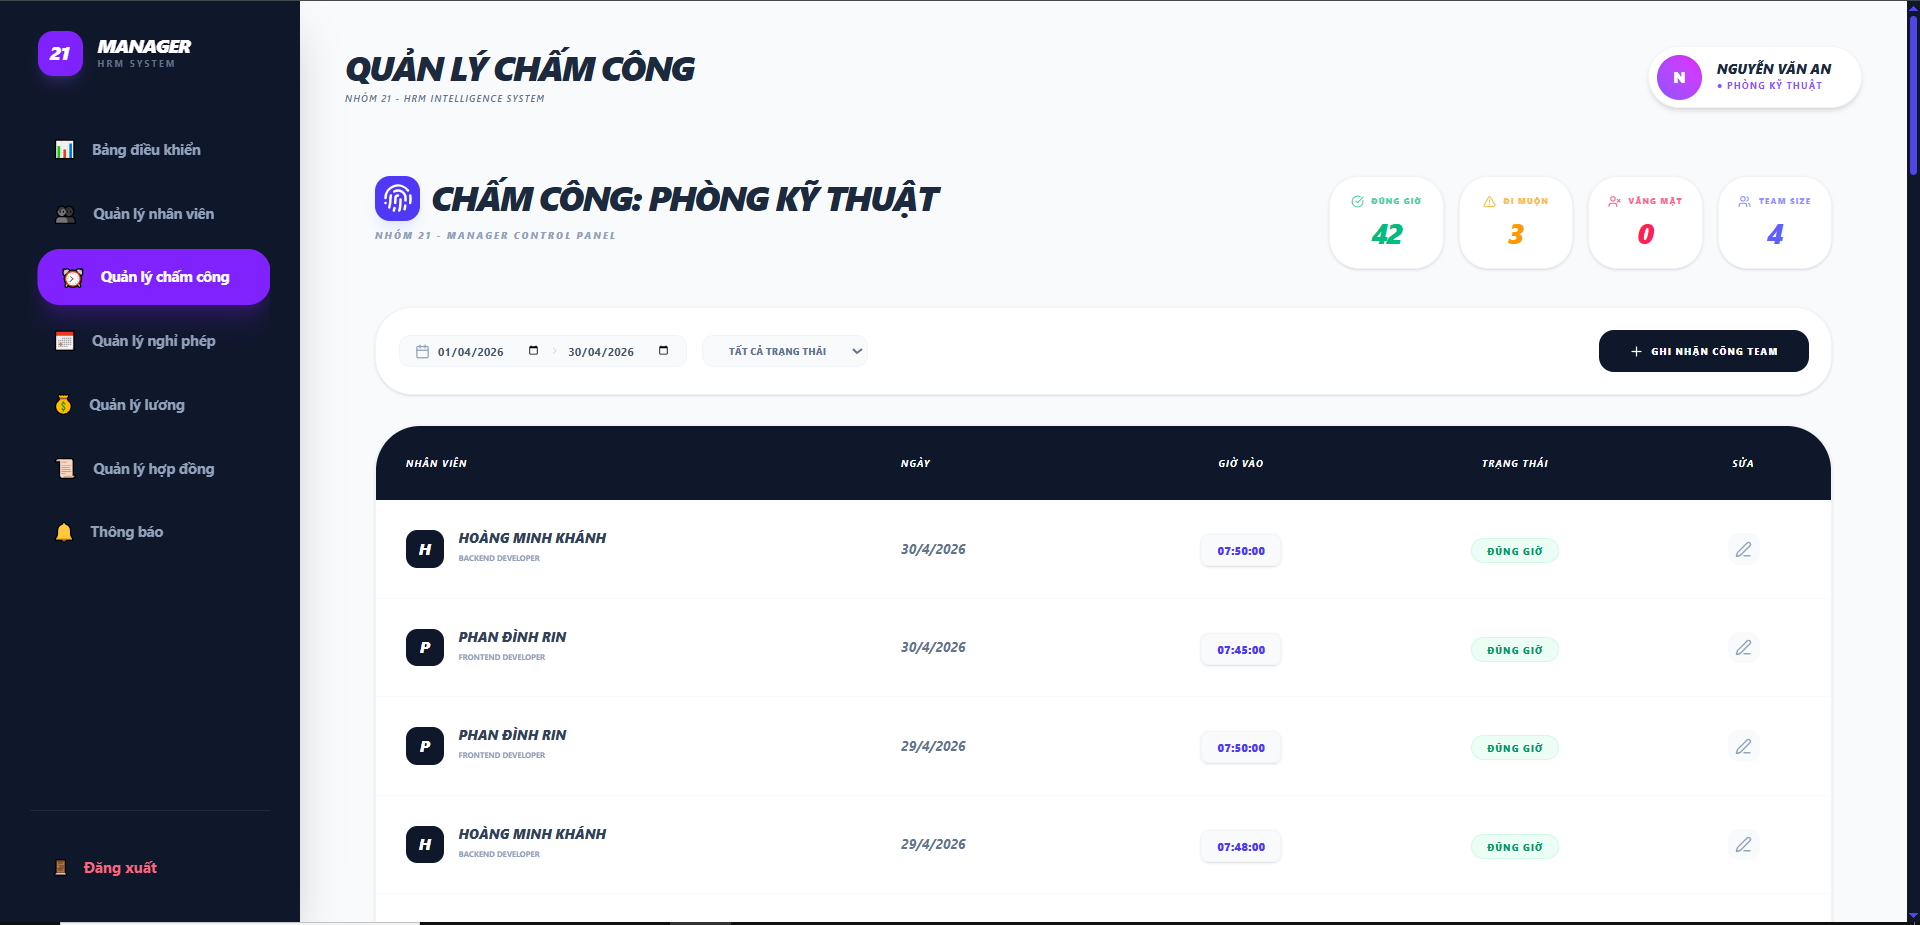 21
MANAGER
HRM SYSTEM
Bảng điều khiển
Quản lý nhân viên
Quản lý chấm công
Quản lý nghỉ phép
Quản lý lương
Quản lý hợp đồng
Thông báo
Đăng xuất
QUẢN LÝ CHẤM CÔNG
NHÓM 21 - HRM INTELLIGENCE SYSTEM
N
NGUYỄN VĂN AN
• PHÒNG KỸ THUẬT
CHẤM CÔNG: PHÒNG KỸ THUẬT
NHÓM 21 - MANAGER CONTROL PANEL
ĐÚNG GIỜ
42
ĐI MUỘN
3
VẮNG MẶT
0
TEAM SIZE
4
01/04/2026 30/04/2026 TẤT CẢ TRẠNG THÁI
+ GHI NHẬN CÔNG TEAM
NHÂN VIÊN NGÀY GIỜ VÀO TRẠNG THÁI SỬA
H HOÀNG MINH KHÁNH 30/4/2026 07:50:00 ĐÚNG GIỜ
BACKEND DEVELOPER
P PHAN ĐÌNH RIN 30/4/2026 07:45:00 ĐÚNG GIỜ
FRONTEND DEVELOPER
P PHAN ĐÌNH RIN 29/4/2026 07:50:00 ĐÚNG GIỜ
FRONTEND DEVELOPER
H HOÀNG MINH KHÁNH 29/4/2026 07:48:00 ĐÚNG GIỜ
BACKEND DEVELOPER